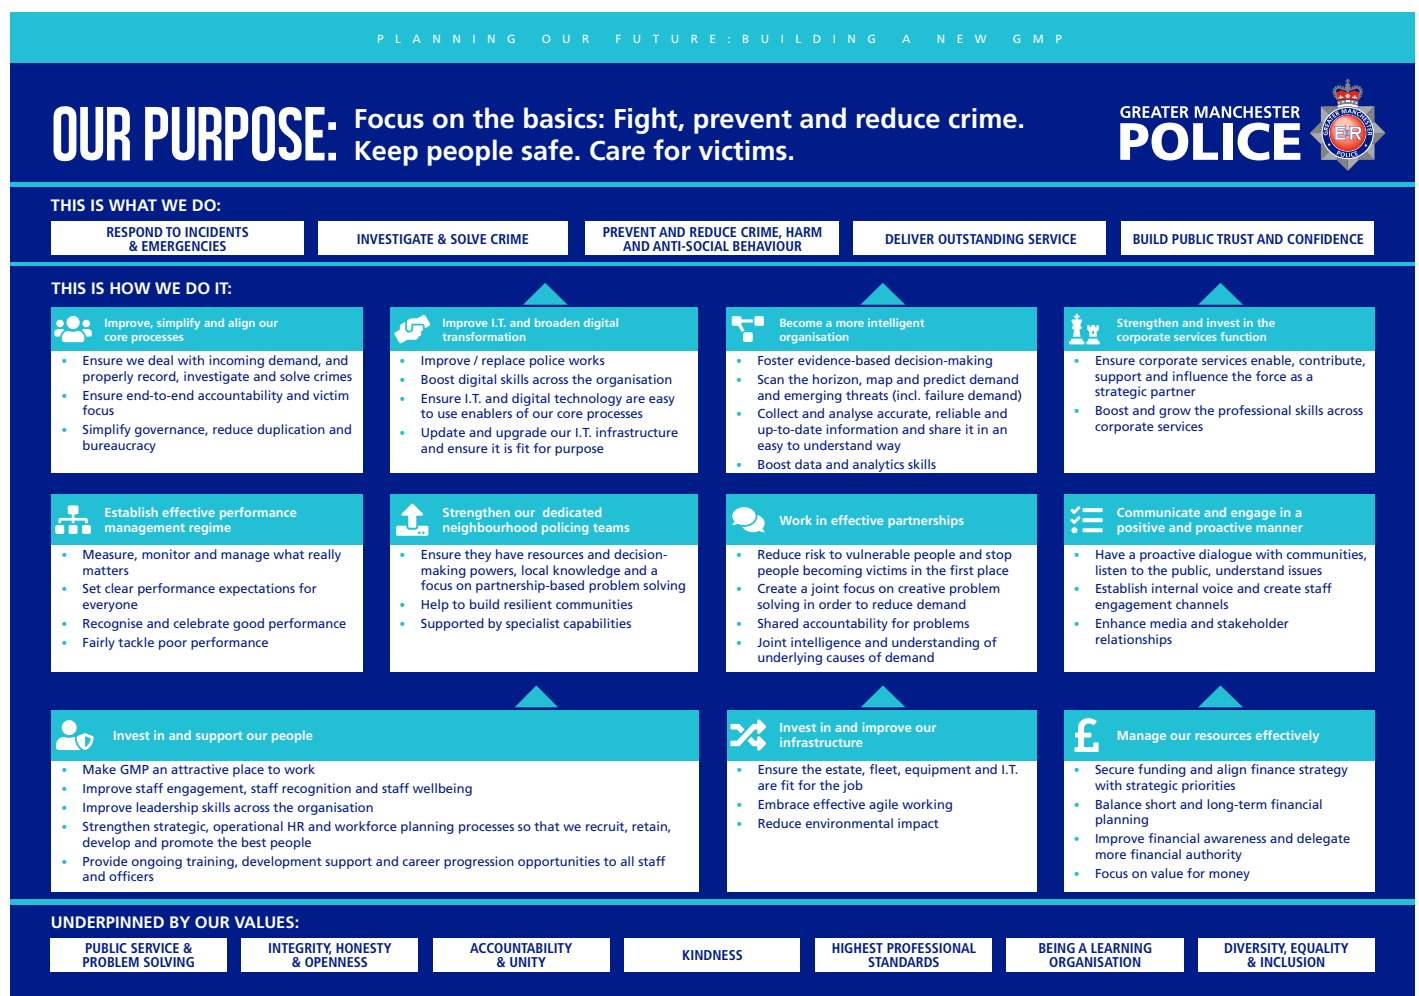 PLANNING OUR FUTURE:BUILDING A NEW GMP
OUR PURPOSE:
Focus on the basics: Fight, prevent and reduce crime.
Keep people safe. Care for victims.
GREATER MANCHESTER
POLICE
GREATER MANCHESTER
E R
POLICE
THIS IS WHAT WE DO:
RESPOND TO INCIDENTS
& EMERGENCIES
INVESTIGATE & SOLVE CRIME
PREVENT AND REDUCE CRIME, HARM
AND ANTI-SOCIAL BEHAVIOUR
DELIVER OUTSTANDING SERVICE
BUILD PUBLIC TRUST AND CONFIDENCE
THIS IS HOW WE DO IT:
Improve, simplify and align our
core processes
• Ensure we deal with incoming demand, and
properly record, investigate and solve crimes
• Ensure end-to-end accountability and victim
focus
• Simplify governance, reduce duplication and
bureaucracy
Improve I.T. and broaden digital
transformation
• Improve / replace police works
• Boost digital skills across the organisation
• Ensure I.T. and digital technology are easy
to use enablers of our core processes
• Update and upgrade our I.T. infrastructure
and ensure it is fit for purpose
Become a more intelligent
organisation
• Foster evidence-based decision-making
• Scan the horizon, map and predict demand
and emerging threats (incl. failure demand)
• Collect and analyse accurate, reliable and
up-to-date information and share it in an
easy to understand way
• Boost data and analytics skills
Strengthen and invest in the
corporate services function
• Ensure corporate services enable, contribute,
support and influence the force as a
strategic partner
• Boost and grow the professional skills across
corporate services
Establish effective performance
management regime
• Measure, monitor and manage what really
matters
• Set clear performance expectations for
everyone
• Recognise and celebrate good performance
• Fairly tackle poor performance
Strengthen our dedicated
neighbourhood policing teams
• Ensure they have resources and decision-
making powers, local knowledge and a
focus on partnership-based problem solving
• Help to build resilient communities
• Supported by specialist capabilities
Work in effective partnerships
• Reduce risk to vulnerable people and stop
people becoming victims in the first place
• Create a joint focus on creative problem
solving in order to reduce demand
• Shared accountability for problems
• Joint intelligence and understanding of
underlying causes of demand
Communicate and engage in a
positive and proactive manner
• Have a proactive dialogue with communities,
listen to the public, understand issues
• Establish internal voice and create staff
engagement channels
• Enhance media and stakeholder
relationships
Invest in and support our people
• Make GMP an attractive place to work
• Improve staff engagement, staff recognition and staff wellbeing
• Improve leadership skills across the organisation
• Strengthen strategic, operational HR and workforce planning processes so that we recruit, retain,
develop and promote the best people
• Provide ongoing training, development support and career progression opportunities to all staff
and officers
Invest in and improve our
infrastructure
• Ensure the estate, fleet, equipment and I.T.
are fit for the job
• Embrace effective agile working
• Reduce environmental impact
£
Manage our resources effectively
• Secure funding and align finance strategy
with strategic priorities
• Balance short and long-term financial
planning
• Improve financial awareness and delegate
more financial authority
• Focus on value for money
UNDERPINNED BY OUR VALUES:
PUBLIC SERVICE &
PROBLEM SOLVING
INTEGRITY, HONESTY
& OPENNESS
ACCOUNTABILITY
& UNITY
KINDNESS
HIGHEST PROFESSIONAL
STANDARDS
BEING A LEARNING
ORGANISATION
DIVERSITY, EQUALITY
& INCLUSION